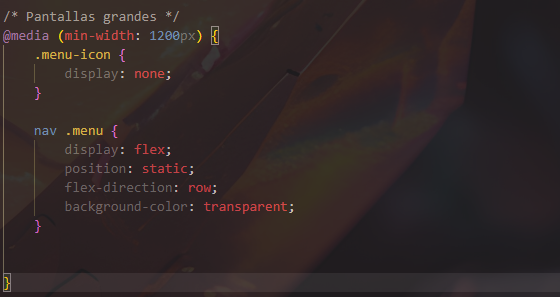 /* Pantallas grandes */
@media (min-width: 1200px) {
    .menu-icon {
        display: none;
    }

    nav .menu {
        display: flex;
        position: static;
        flex-direction: row;
        background-color: transparent;
    }

}